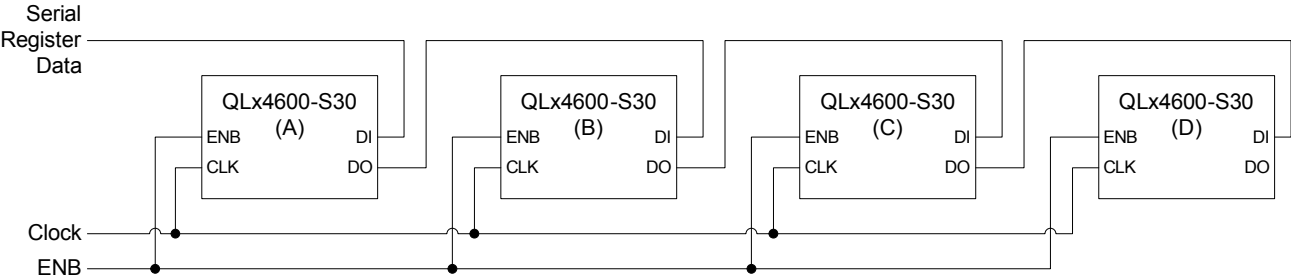 Serial
Register
Data
QLx4600-S30
(A)
ENB
DI
CLK
DO
QLx4600-S30
(B)
ENB
DI
CLK
DO
QLx4600-S30
(C)
ENB
DI
CLK
DO
QLx4600-S30
(D)
ENB
DI
CLK
DO
Clock
ENB